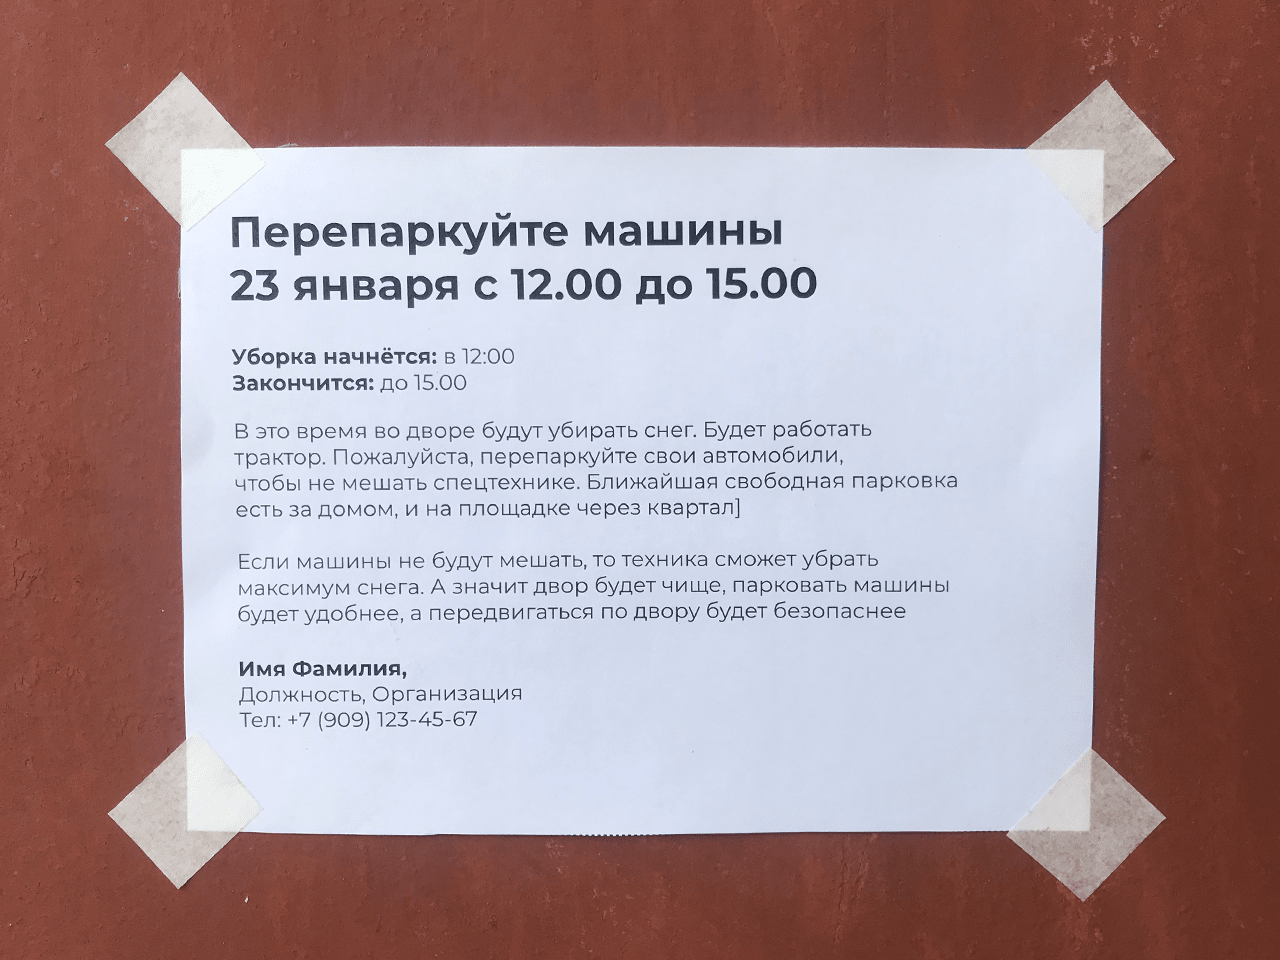 Перепаркуйте машины
23 января с 12.00 до 15.00
Уборка начнётся: в 12:00
Закончится: до 15.00
В это время во дворе будут убирать снег. Будет работать
трактор. Пожалуйста, перепаркуйте свои автомобили,
чтобы не мешать спецтехнике. Ближайшая свободная парковка
есть за домом, и на площадке через квартал]
Если машины не будут мешать, то техника сможет убрать
максимум снега. А значит двор будет чище, парковать машины
будет удобнее, а передвигаться по двору будет безопаснее
Имя Фамилия,
Должность, Организация
Тел: +7 (909) 123-45-67